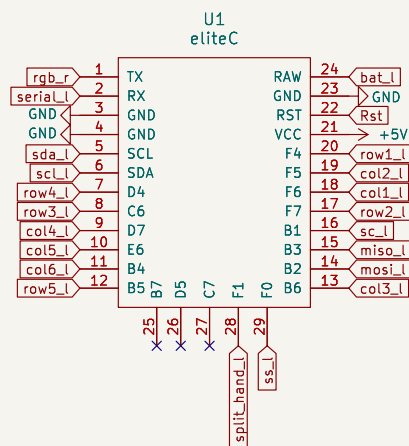 U1
eliteC
rgb_r 1 TX RAW 24 bat_l
serial_l 2 RX GND 23 GND
GND 3 GND RST 22 Rst
GND 4 GND VCC 21 +5V
sda_l 5 SCL F4 20 row1_l
scl_l 6 SDA F5 19 col2_l
row4_l 7 D4 F6 18 col1_l
row3_l 8 C6 F7 17 row2_l
col4_l 9 D7 B1 16 sc_l
col5_l 10 E6 B3 15 miso_l
col6_l 11 B4 B2 14 mosi_l
row5_l 12 B5 B6 13 col3_l
B7 D5 C7 F1 F0
25 26 27 28 29
split_hand_l ss_l